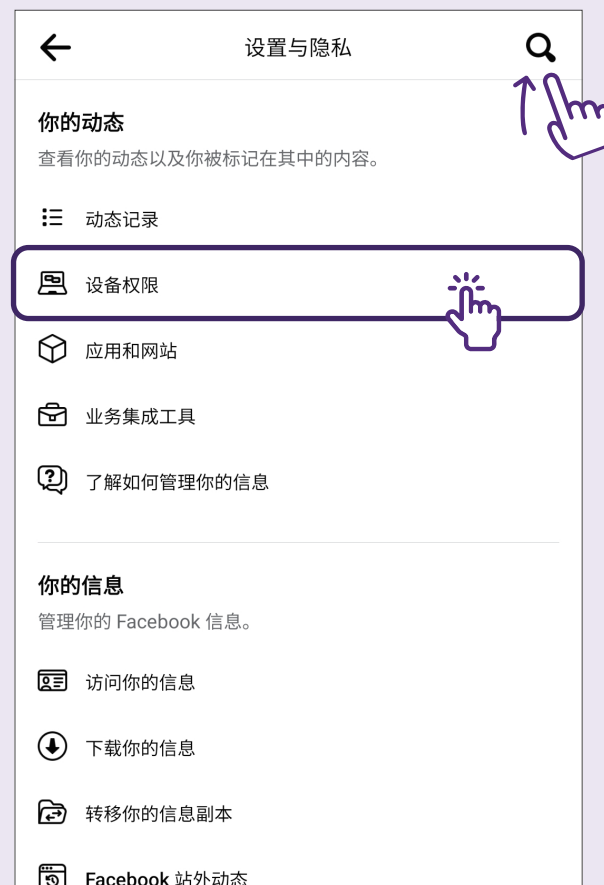 设置与隐私
你的动态
查看你的动态以及你被标记在其中的内容。
动态记录
设备权限
应用和网站
业务集成工具
了解如何管理你的信息
你的信息
管理你的 Facebook 信息。
访问你的信息
下载你的信息
转移你的信息副本
Facebook 站外动态